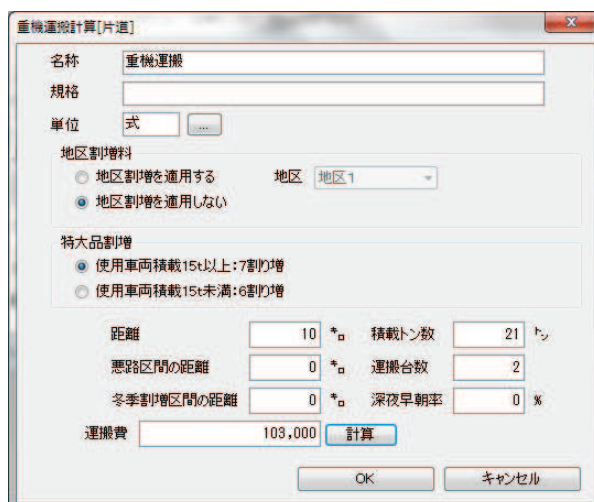 重機運搬計算[片道]
名称 重機運搬
規格
単位 式 ...
地区割増料
地区割増を適用する 地区 地区1
地区割増を適用しない
特大品割増
使用車両積載15t以上:7割り増
使用車両積載15t未満:6割り増
距離 10 ㌔ 積載トン数 21 ㌧
悪路区間の距離 0 ㌔ 運搬台数 2
冬季割増区間の距離 0 ㌔ 深夜早朝率 0 %
運搬費 103,000 計算
OK キャンセル